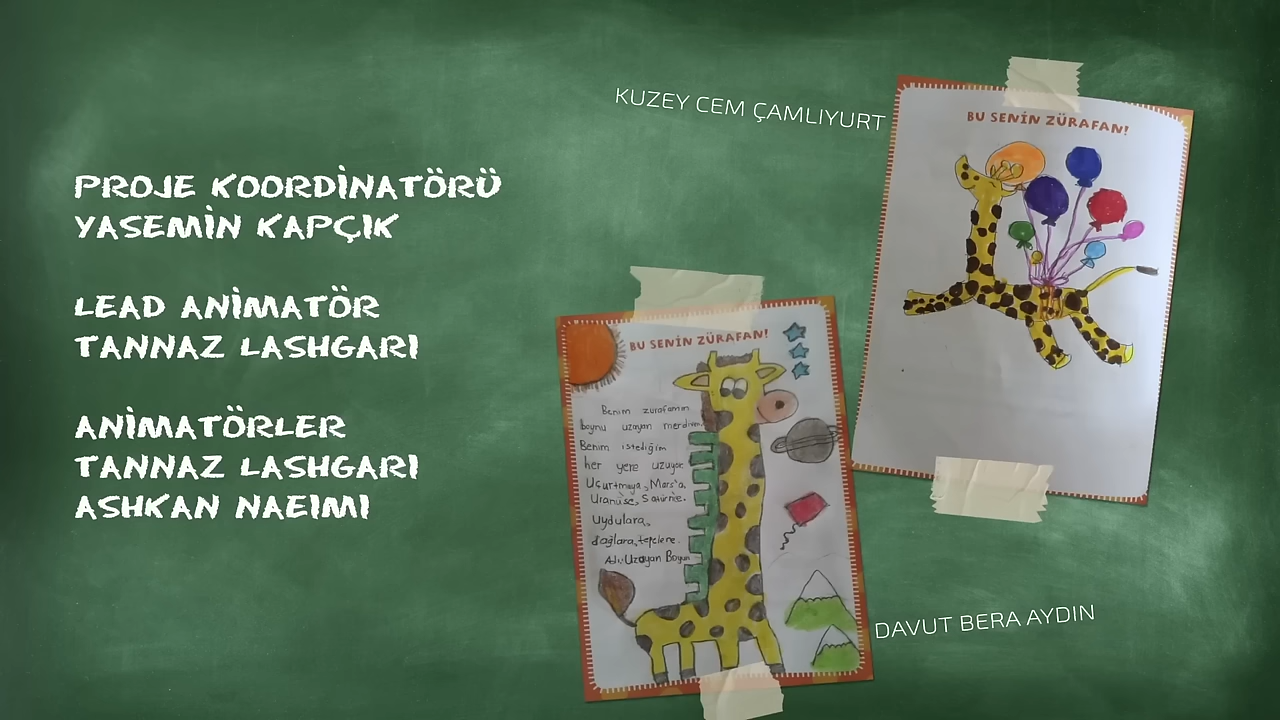 PROJE KOORDİNATÖRÜ
YASEMİN KAPÇIK
LEAD ANİMATÖR
TANNAZ LASHGARI
ANİMATÖRLER
TANNAZ LASHGARI
ASHKAN NAEIMI
KUZEY CEM ÇAMLIYURT
BU SENİN ZÜRAFAN!
BU SENİN ZÜRAFAN!
Benim zürafamın
boynu uzayan merdiven.
Benim istediğim
her yere uzuyor.
Uçurtmaya, Mars'a,
Uranüse, Satürne.
Uydulara,
dağlara, tepelere.
Adı: Uzayan Boyun
DAVUT BERA AYDIN